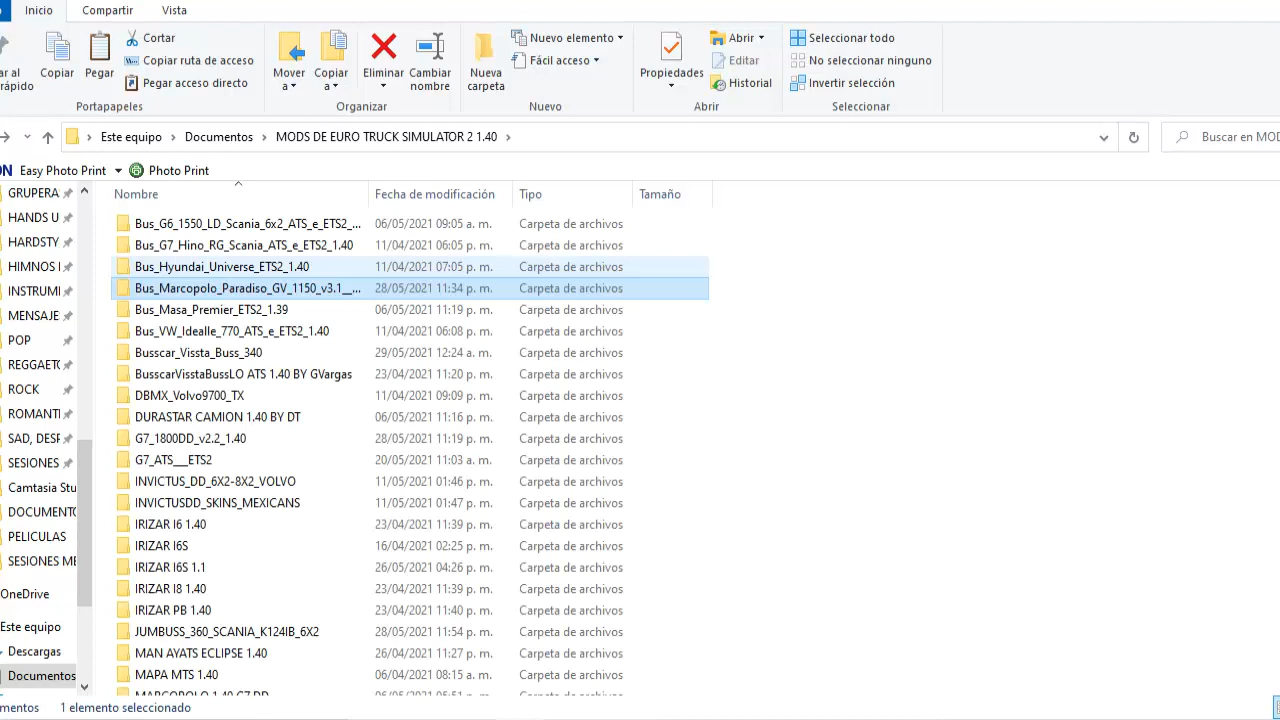 Inicio Compartir Vista
Copiar
Pegar
Cortar
Copiar ruta de acceso
Pegar acceso directo
Portapapeles
Mover a
Copiar a
Eliminar
Cambiar nombre
Organizar
Nueva carpeta
Nuevo elemento
Fácil acceso
Nuevo
Propiedades
Abrir
Editar
Historial
Abrir
Seleccionar todo
No seleccionar ninguno
Invertir selección
Seleccionar
Este equipo > Documentos > MODS DE EURO TRUCK SIMULATOR 2 1.40 >
Buscar en MOD
Easy Photo Print Photo Print
GRUPERA
HANDS U
HARDSTY
HIMNOS
INSTRUMI
MENSAJE
POP
REGGAET
ROCK
ROMANTI
SAD, DESF
SESIONES
Camtasia Stu
DOCUMENTO
PELICULAS
SESIONES ME
OneDrive
Este equipo
Descargas
Documentos
Nombre Fecha de modificación Tipo Tamaño
Bus_G6_1550_LD_Scania_6x2_ATS_e_ETS2_... 06/05/2021 09:05 a. m. Carpeta de archivos
Bus_G7_Hino_RG_Scania_ATS_e_ETS2_1.40 11/04/2021 06:05 p. m. Carpeta de archivos
Bus_Hyundai_Universe_ETS2_1.40 11/04/2021 07:05 p. m. Carpeta de archivos
Bus_Marcopolo_Paradiso_GV_1150_v3.1__... 28/05/2021 11:34 p. m. Carpeta de archivos
Bus_Masa_Premier_ETS2_1.39 06/05/2021 11:19 p. m. Carpeta de archivos
Bus_VW_Idealle_770_ATS_e_ETS2_1.40 11/04/2021 06:08 p. m. Carpeta de archivos
Busscar_Vissta_Buss_340 29/05/2021 12:24 a. m. Carpeta de archivos
BusscarVisstaBussLO ATS 1.40 BY GVargas 23/04/2021 11:20 p. m. Carpeta de archivos
DBMX_Volvo9700_TX 11/04/2021 09:09 p. m. Carpeta de archivos
DURASTAR CAMION 1.40 BY DT 06/05/2021 11:16 p. m. Carpeta de archivos
G7_1800DD_v2.2_1.40 28/05/2021 11:19 p. m. Carpeta de archivos
G7_ATS___ETS2 20/05/2021 11:03 a. m. Carpeta de archivos
INVICTUS_DD_6X2-8X2_VOLVO 11/05/2021 01:46 p. m. Carpeta de archivos
INVICTUSDD_SKINS_MEXICANS 11/05/2021 01:47 p. m. Carpeta de archivos
IRIZAR I6 1.40 23/04/2021 11:39 p. m. Carpeta de archivos
IRIZAR I6S 16/04/2021 02:25 p. m. Carpeta de archivos
IRIZAR I6S 1.1 26/05/2021 04:26 p. m. Carpeta de archivos
IRIZAR I8 1.40 23/04/2021 11:39 p. m. Carpeta de archivos
IRIZAR PB 1.40 23/04/2021 11:40 p. m. Carpeta de archivos
JUMBUSS_360_SCANIA_K124IB_6X2 28/05/2021 11:54 p. m. Carpeta de archivos
MAN AYATS ECLIPSE 1.40 26/04/2021 11:27 p. m. Carpeta de archivos
MAPA MTS 1.40 06/04/2021 08:15 a. m. Carpeta de archivos
MARCOPOLO 1.40 G7 DD 06/05/2021 05:51 p. m. Carpeta de archivos
1 elemento seleccionado